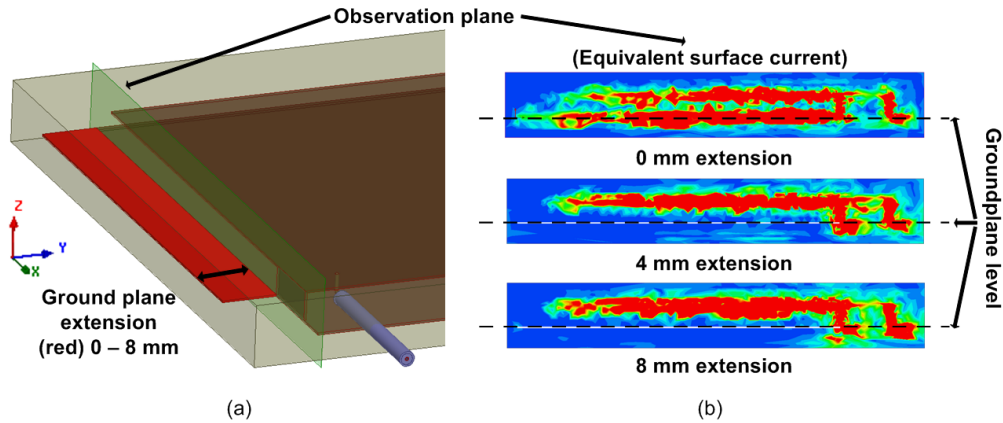 Observation plane
(Equivalent surface current)
0 mm extension
4 mm extension
8 mm extension
Groundplane level
Z
Y
X
Ground plane
extension
(red) 0 – 8 mm
(a)
(b)